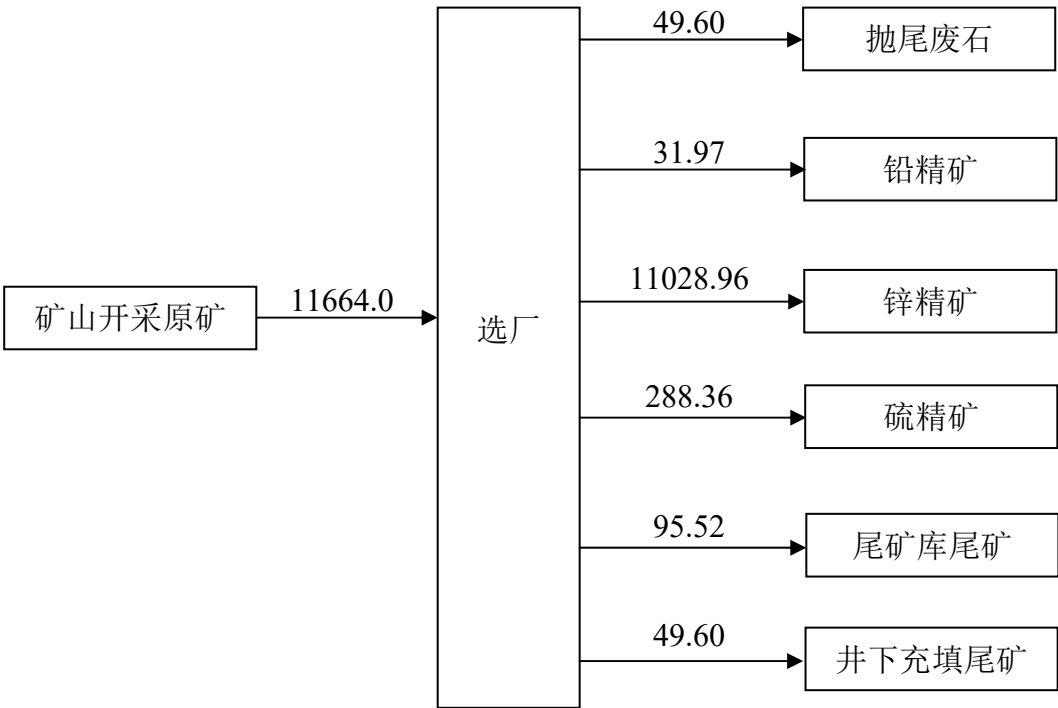 49.60
抛尾废石
31.97
铅精矿
11028.96
锌精矿
矿山开采原矿
11664.0
选厂
288.36
硫精矿
95.52
尾矿库尾矿
49.60
井下充填尾矿